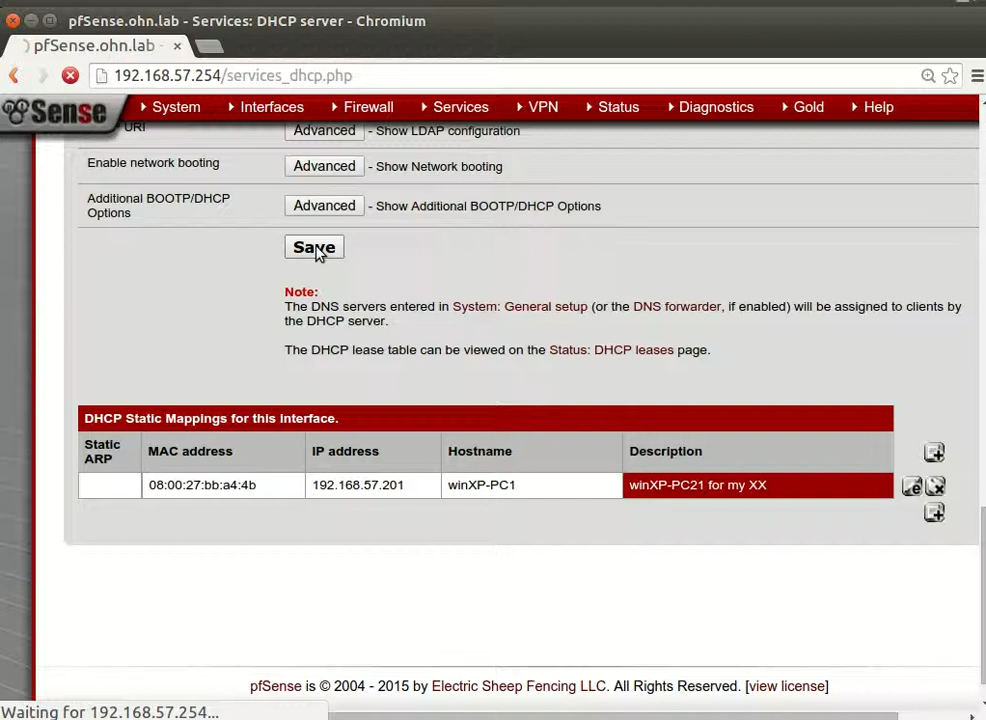 pfSense.ohn.lab - Services: DHCP server - Chromium
pfSense.ohn.lab -
192.168.57.254/services_dhcp.php
Sense System Interfaces Firewall Services VPN Status Diagnostics Gold Help
URI Advanced - Show LDAP configuration
Enable network booting Advanced - Show Network booting
Additional BOOTP/DHCP
Options
Advanced - Show Additional BOOTP/DHCP Options
Save
Note:
The DNS servers entered in System: General setup (or the DNS forwarder, if enabled) will be assigned to clients by
the DHCP server.
The DHCP lease table can be viewed on the Status: DHCP leases page.
DHCP Static Mappings for this interface.
Static
ARP
MAC address IP address Hostname Description
08:00:27:bb:a4:4b 192.168.57.201 winXP-PC1 winXP-PC21 for my XX
pfSense is © 2004 - 2015 by Electric Sheep Fencing LLC. All Rights Reserved. [view license]
Waiting for 192.168.57.254...